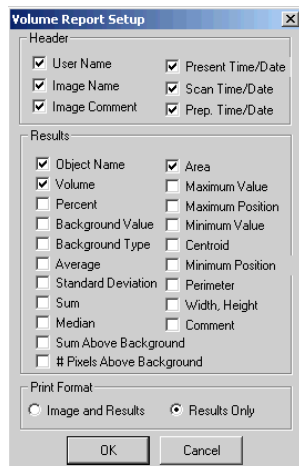 Volume Report Setup
Header
User Name Present Time/Date
Image Name Scan Time/Date
Image Comment Prep. Time/Date
Results
Object Name Area
Volume Maximum Value
Percent Maximum Position
Background Value Minimum Value
Background Type Centroid
Average Minimum Position
Standard Deviation Perimeter
Sum Width, Height
Median Comment
Sum Above Background
# Pixels Above Background
Print Format
Image and Results Results Only
OK Cancel